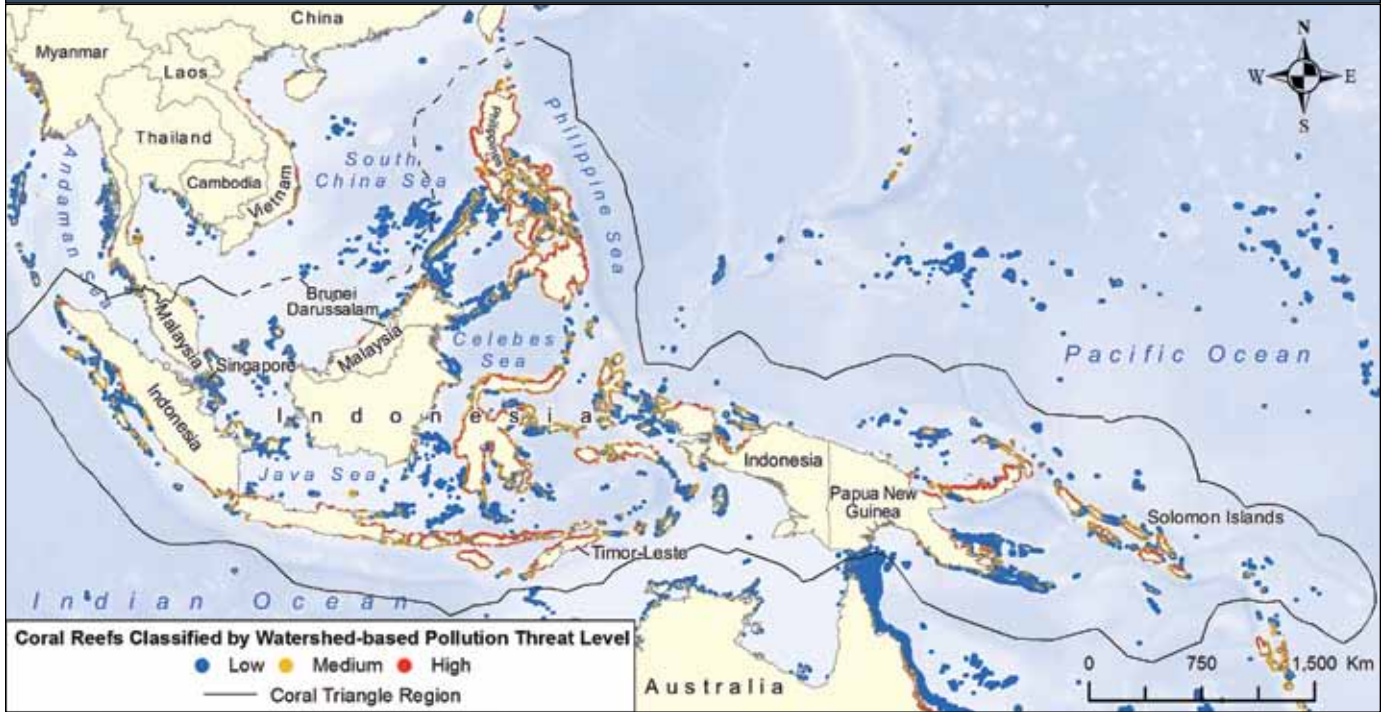 China
Myanmar
Laos
Thailand
Cambodia
Vietnam
Andaman Sea
South
China Sea
Philippines
Philippine Sea
N
W E
S
Brunei
Darussalam
Malaysia
Malaysia
Singapore
Celebes
Sea
Pacific Ocean
Indonesia
Indonesia
Java Sea
Indonesia
Papua New
Guinea
Solomon Islands
Timor-Leste
Indian Ocean
Australia
Coral Reefs Classified by Watershed-based Pollution Threat Level
Low Medium High
Coral Triangle Region
0 750 1,500 Km